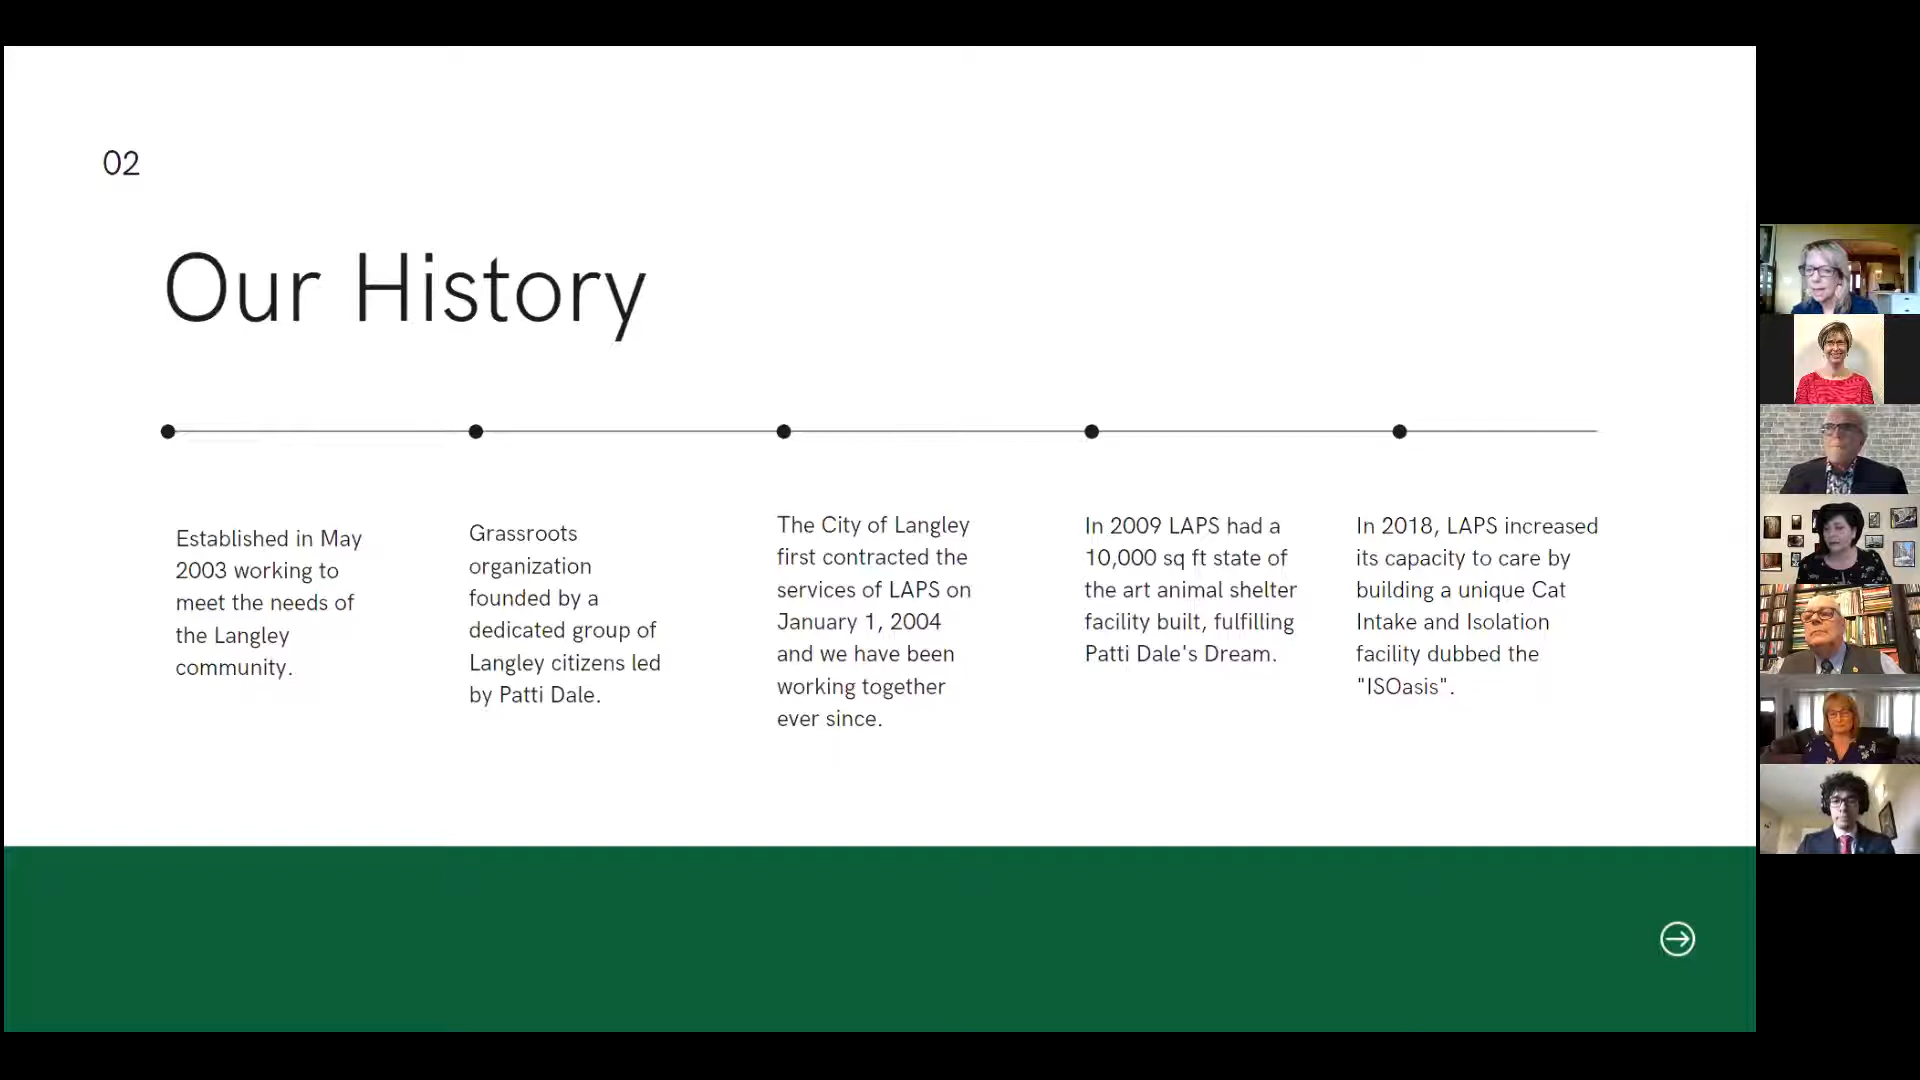 02
Our History
Established in May
2003 working to
meet the needs of
the Langley
community.
Grassroots
organization
founded by a
dedicated group of
Langley citizens led
by Patti Dale.
The City of Langley
first contracted the
services of LAPS on
January 1, 2004
and we have been
working together
ever since.
In 2009 LAPS had a
10,000 sq ft state of
the art animal shelter
facility built, fulfilling
Patti Dale's Dream.
In 2018, LAPS increased
its capacity to care by
building a unique Cat
Intake and Isolation
facility dubbed the
"ISOasis".